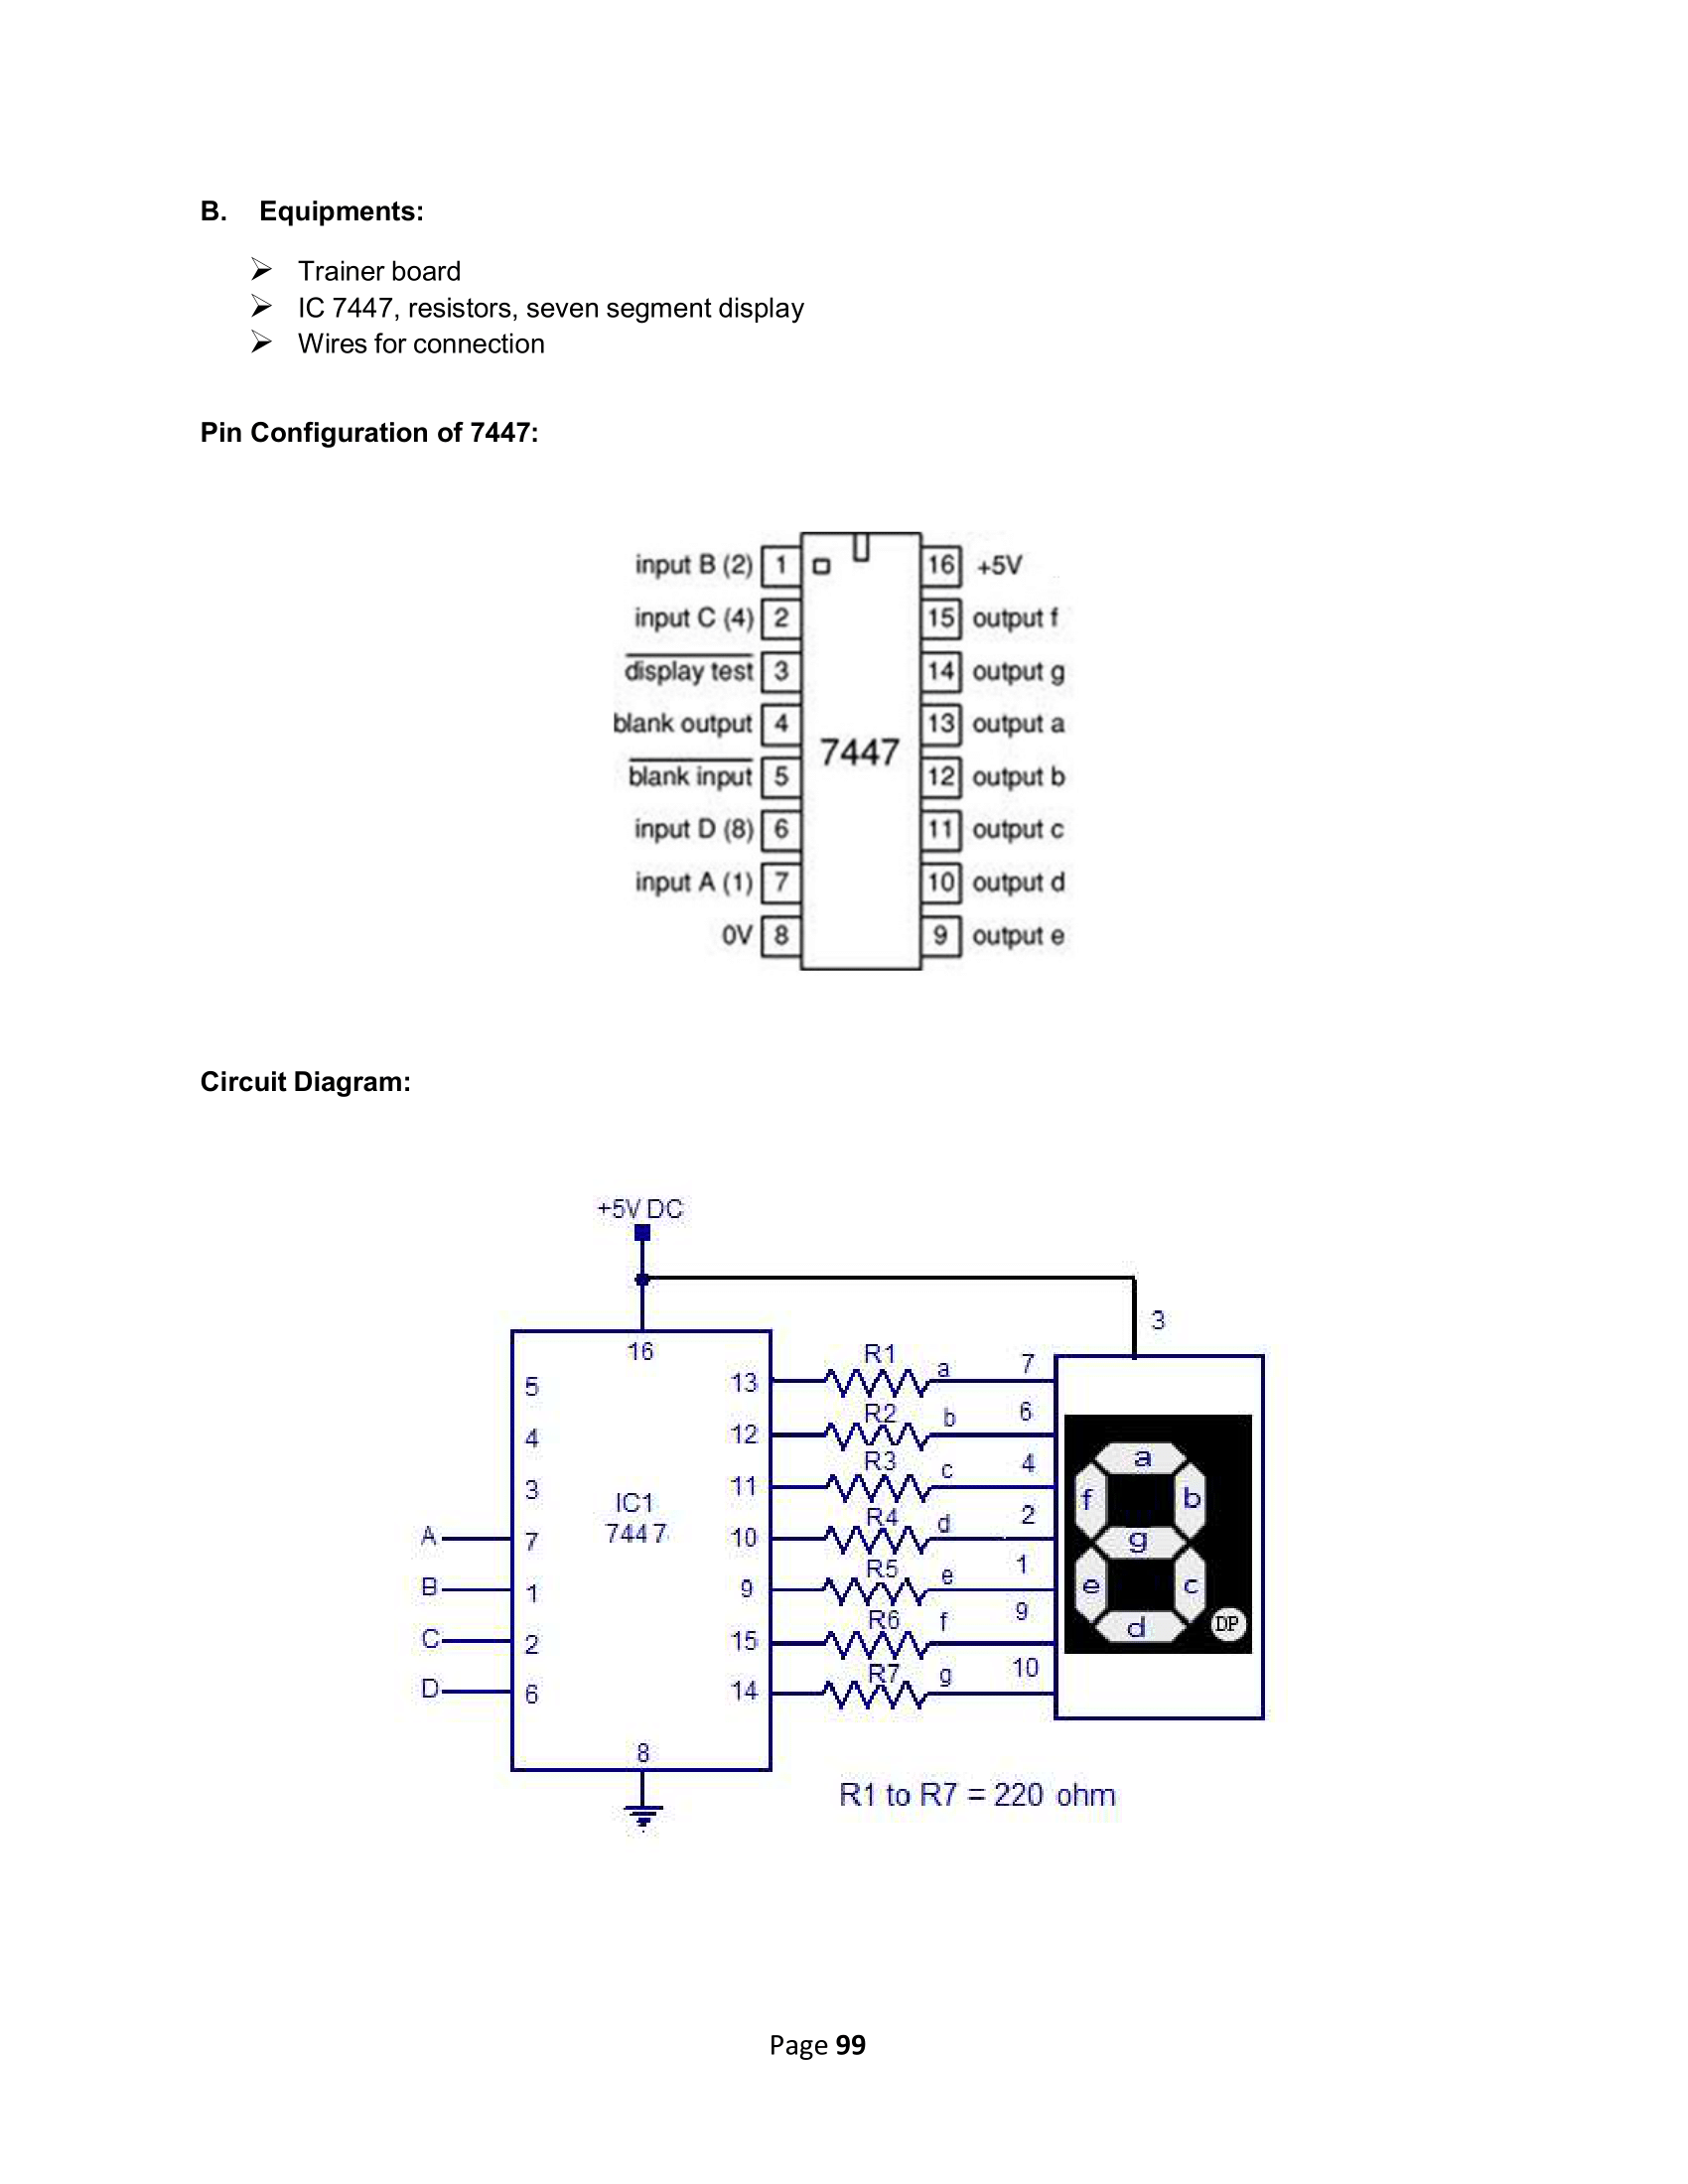 B. Equipments:
➢ Trainer board
➢ IC 7447, resistors, seven segment display
➢ Wires for connection
Pin Configuration of 7447:
input B (2) 1 16 +5V
input C (4) 2 15 output f
display test 3 14 output g
blank output 4 13 output a
7447
blank input 5 12 output b
input D (8) 6 11 output c
input A (1) 7 10 output d
0V 8 9 output e
Circuit Diagram:
+5V DC
3
16
5 13 R1 a 7
4 12 R2 b 6
3 11 R3 c 4
IC1
7447
A 7 10 R4 d 2
B 1 9 R5 e 1
C 2 15 R6 f 9
D 6 14 R7 g 10
8
a
f b
g
e c
d DP
R1 to R7 = 220 ohm
Page 99